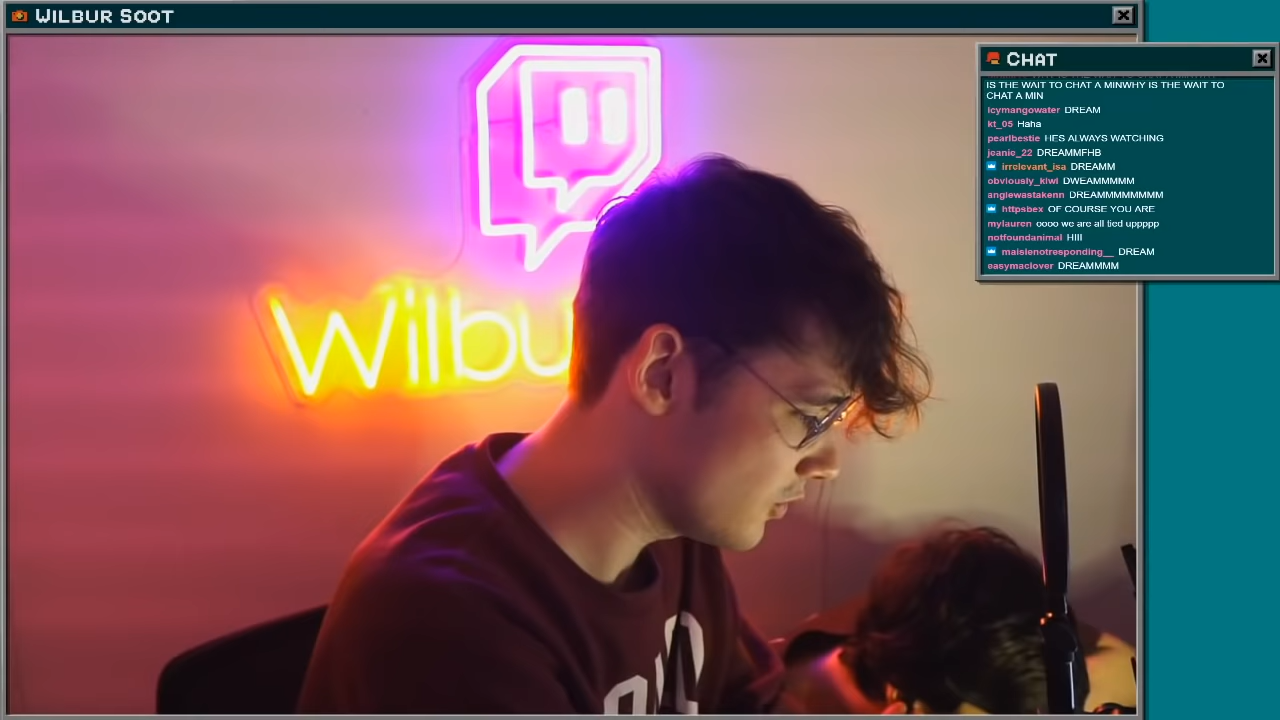 WILBUR SOOT
CHAT
IS THE WAIT TO CHAT A MINWHY IS THE WAIT TO
CHAT A MIN
icymangowater DREAM
kt_05 Haha
pearlbestie HES ALWAYS WATCHING
jeanie_22 DREAMMFHB
irrelevant_isa DREAMM
obviously_kiwi DWEAMMMMM
angiewastakenn DREAMMMMMMMM
httpsbex OF COURSE YOU ARE
mylauren oooo we are all tied uppppp
notfoundanimal HIII
maisienotresponding__ DREAM
easymaclover DREAMMMM
Wilbu